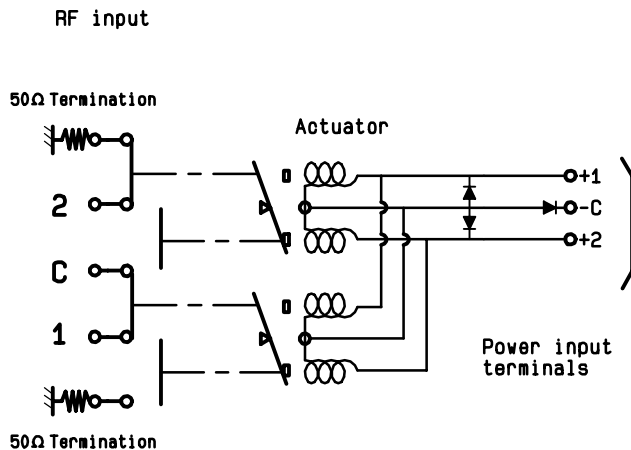 RF input
50Ω Termination
Actuator
+1
2
-C
+2
C
1
Power input
terminals
50Ω Termination